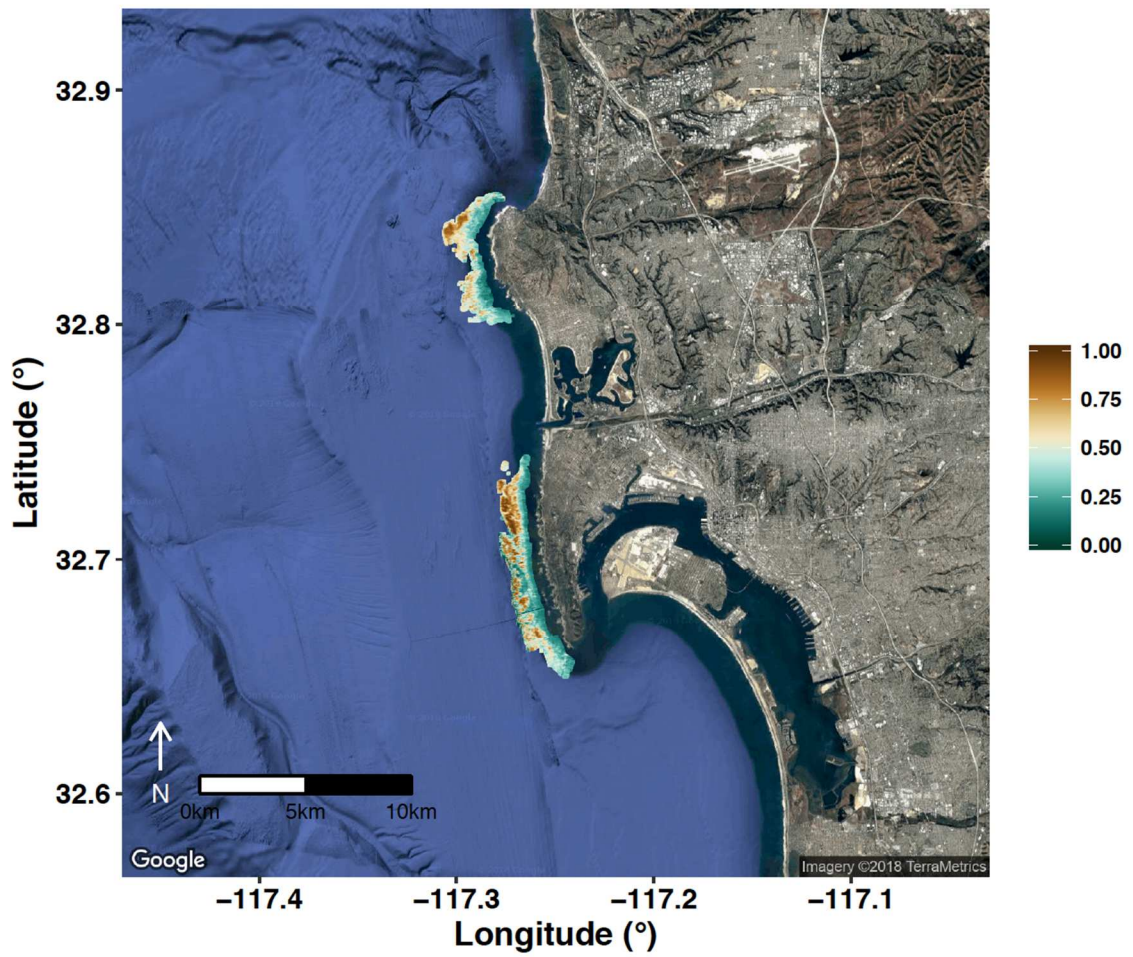 32.9
32.8
32.7
32.6
Latitude (°)
1.00
0.75
0.50
0.25
0.00
N
0km 5km 10km
Google
Imagery ©2018 TerraMetrics
−117.4 −117.3 −117.2 −117.1
Longitude (°)